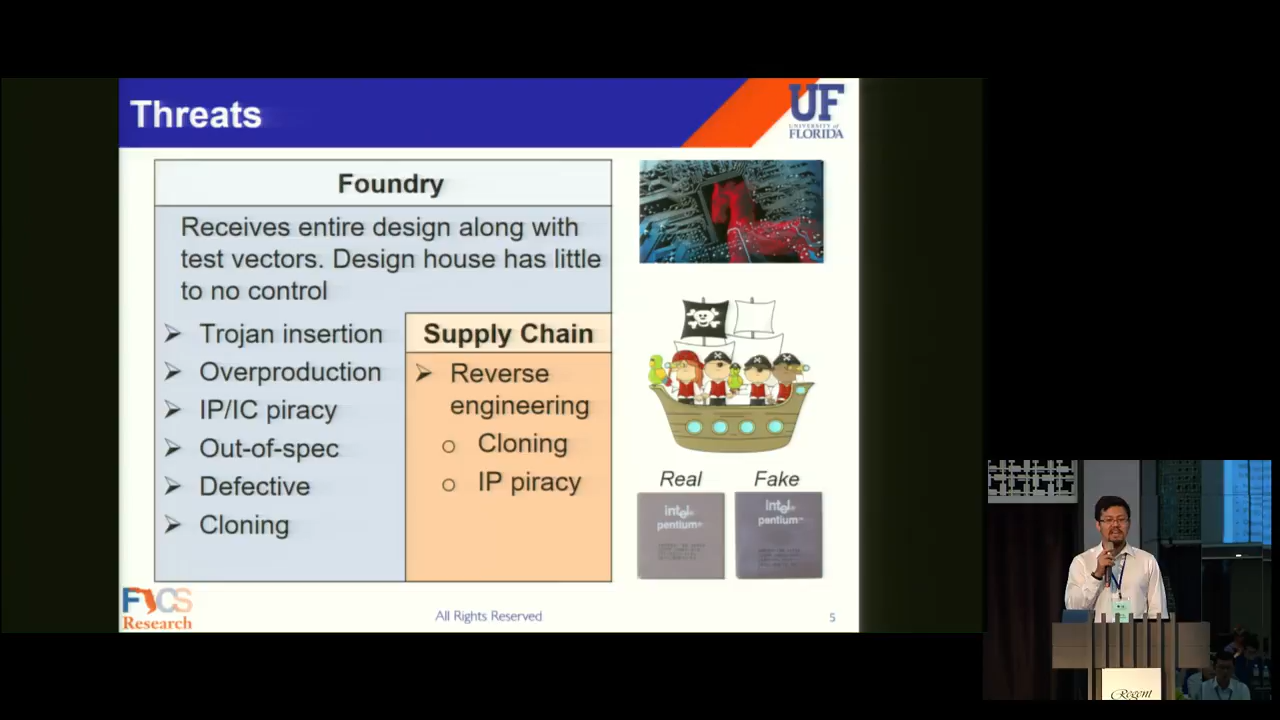 Threats
UF
UNIVERSITY of
FLORIDA
Foundry
Receives entire design along with
test vectors. Design house has little
to no control
➢ Trojan insertion
➢ Overproduction
➢ IP/IC piracy
➢ Out-of-spec
➢ Defective
➢ Cloning
Supply Chain
➢ Reverse
engineering
o Cloning
o IP piracy
Real
Fake
intel
pentium
intel
pentium
FICS
Research
All Rights Reserved
5
Regent